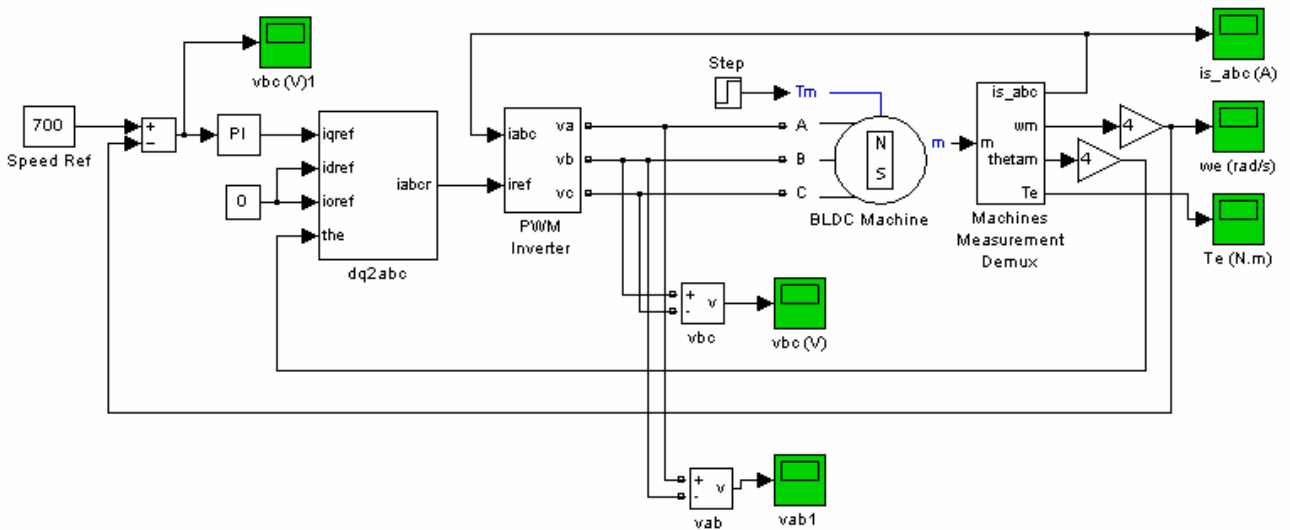 vbc (V)1
700
Speed Ref
+
−
PI
0
iqref
idref
ioref
the
iabcr
dq2abc
iabc
iref
va
vb
vc
PWM
Inverter
Step
Tm
A
B
C
N
S
m
BLDC Machine
m
is_abc
wm
thetam
Te
Machines
Measurement
Demux
4
4
is_abc (A)
we (rad/s)
Te (N.m)
+
-
v
vbc
vbc (V)
+
-
v
vab
vab1